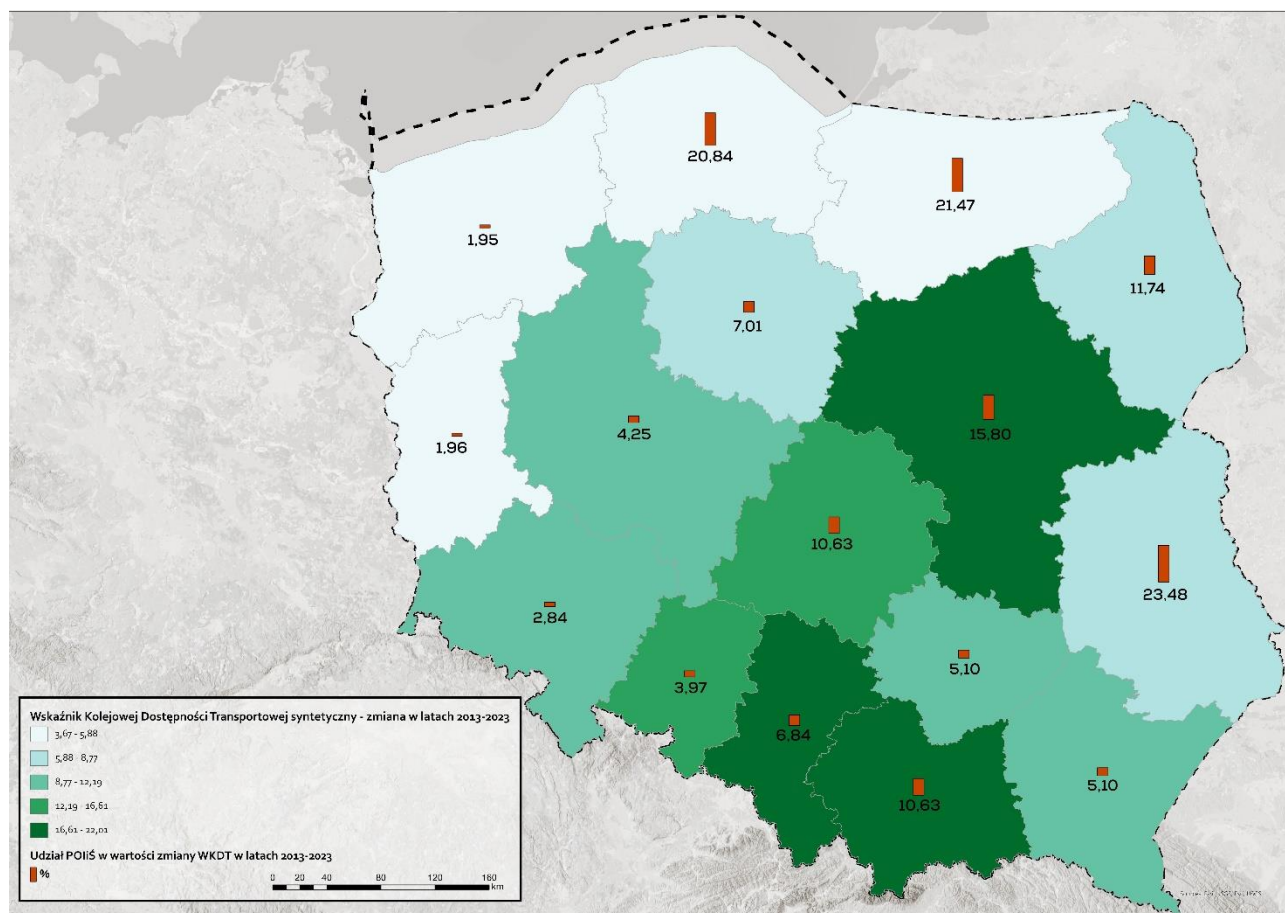 20,84
21,47
1,95
11,74
7,01
15,80
4,25
1,96
10,63
23,48
2,84
5,10
3,97
6,84
5,10
10,63
Wskaźnik Kolejowej Dostępności Transportowej syntetyczny - zmiana w latach 2013-2023
3,67 - 5,88
5,88 - 8,77
8,77 - 12,19
12,19 - 16,61
16,61 - 22,01
Udział POIiŚ w wartości zmiany WKDT w latach 2013-2023
%
0 20 40 80 120 160
km